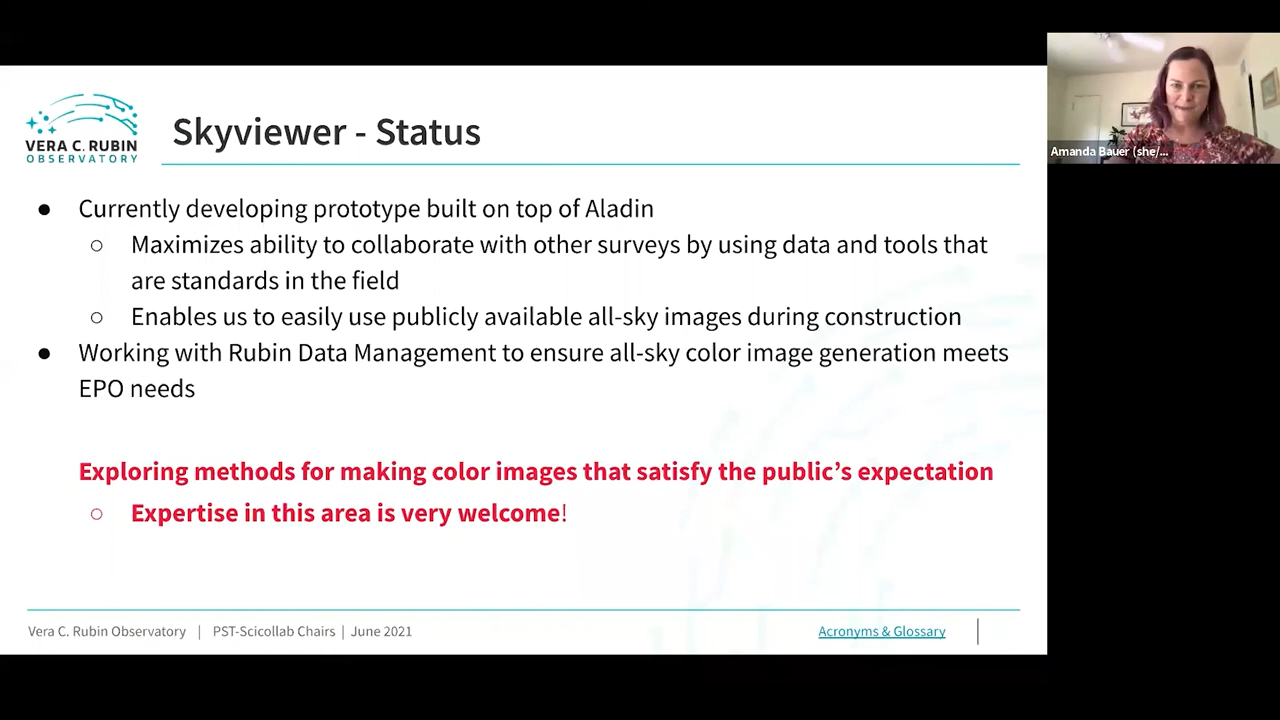 VERA C. RUBIN
OBSERVATORY
Skyviewer - Status
● Currently developing prototype built on top of Aladin
○ Maximizes ability to collaborate with other surveys by using data and tools that
are standards in the field
○ Enables us to easily use publicly available all-sky images during construction
● Working with Rubin Data Management to ensure all-sky color image generation meets
EPO needs
Exploring methods for making color images that satisfy the public’s expectation
○ Expertise in this area is very welcome!
Vera C. Rubin Observatory | PST-Scicollab Chairs | June 2021
Acronyms & Glossary
Amanda Bauer (she/...